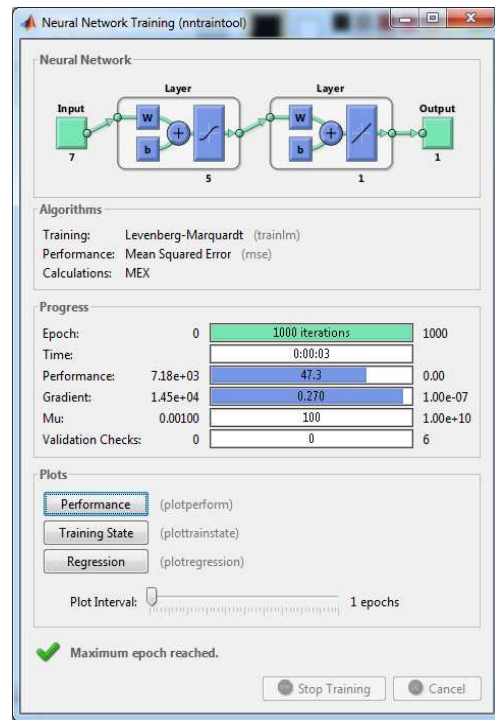 Neural Network Training (nntraintool)
Neural Network
Layer Layer
Input Output
W W
b b
7 1
5 1
Algorithms
Training: Levenberg-Marquardt (trainlm)
Performance: Mean Squared Error (mse)
Calculations: MEX
Progress
Epoch: 0 1000 iterations 1000
Time: 0:00:03
Performance: 7.18e+03 47.3 0.00
Gradient: 1.45e+04 0.270 1.00e-07
Mu: 0.00100 100 1.00e+10
Validation Checks: 0 0 6
Plots
Performance (plotperform)
Training State (plottrainstate)
Regression (plotregression)
Plot Interval: 1 epochs
Maximum epoch reached.
Stop Training Cancel